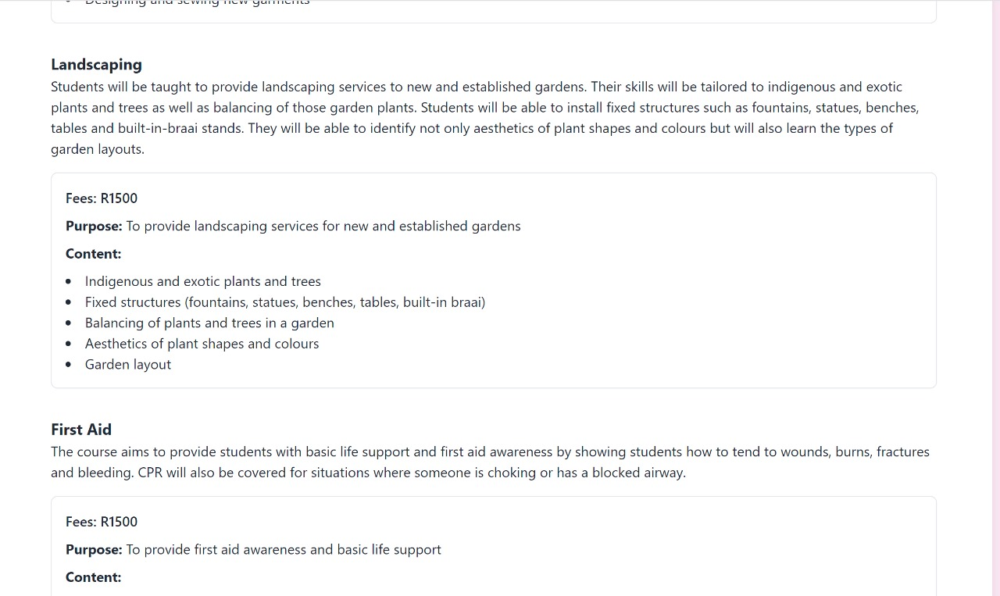 Designing and sewing new garments
Landscaping
Students will be taught to provide landscaping services to new and established gardens. Their skills will be tailored to indigenous and exotic
plants and trees as well as balancing of those garden plants. Students will be able to install fixed structures such as fountains, statues, benches,
tables and built-in-braai stands. They will be able to identify not only aesthetics of plant shapes and colours but will also learn the types of
garden layouts.
Fees: R1500
Purpose: To provide landscaping services for new and established gardens
Content:
• Indigenous and exotic plants and trees
• Fixed structures (fountains, statues, benches, tables, built-in braai)
• Balancing of plants and trees in a garden
• Aesthetics of plant shapes and colours
• Garden layout
First Aid
The course aims to provide students with basic life support and first aid awareness by showing students how to tend to wounds, burns, fractures
and bleeding. CPR will also be covered for situations where someone is choking or has a blocked airway.
Fees: R1500
Purpose: To provide first aid awareness and basic life support
Content: